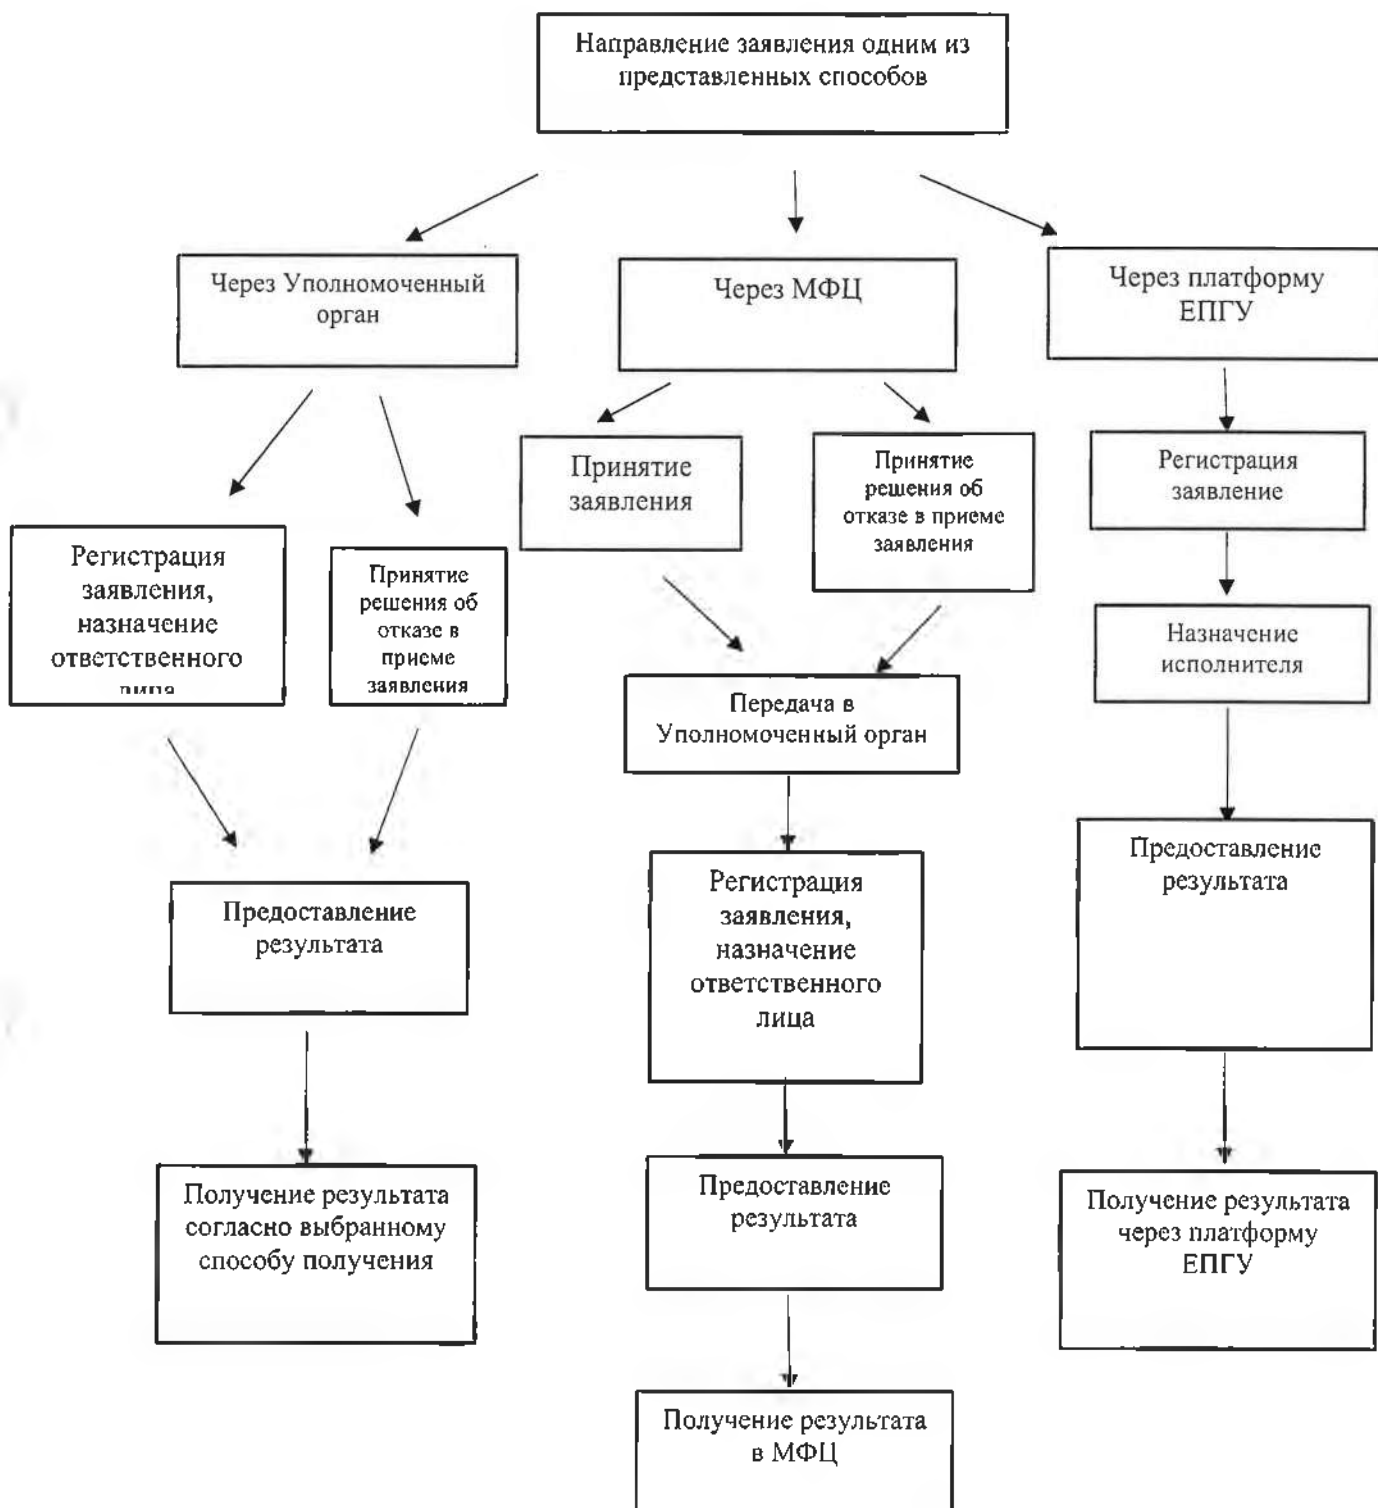 Направление заявления одним из
представленных способов
Через Уполномоченный
орган
Через МФЦ
Через платформу
ЕПГУ
Принятие
заявления
Принятие
решения об
отказе в приеме
заявления
Регистрация
заявление
Регистрация
заявления,
назначение
ответственного
лица
Принятие
решения об
отказе в
приеме
заявления
Назначение
исполнителя
Передача в
Уполномоченный орган
Предоставление
результата
Регистрация
заявления,
назначение
ответственного
лица
Предоставление
результата
Получение результата
согласно выбранному
способу получения
Предоставление
результата
Получение результата
через платформу
ЕПГУ
Получение результата
в МФЦ